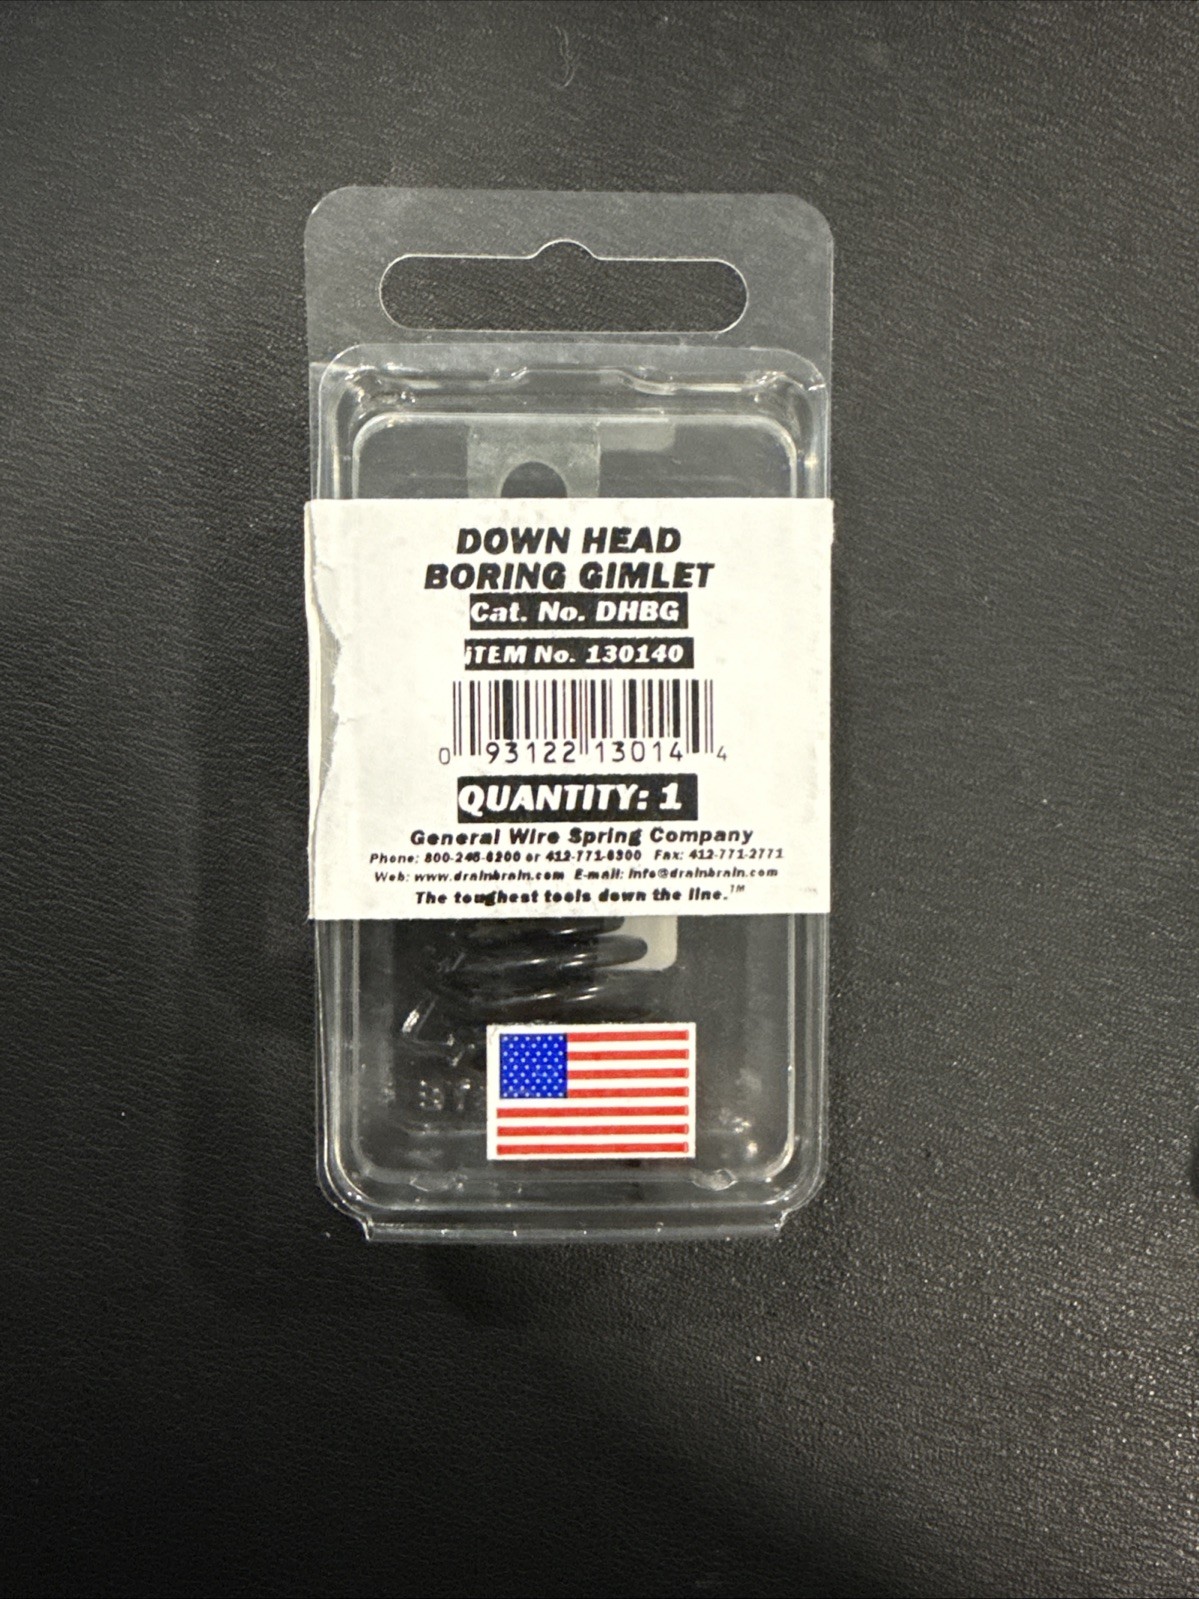 DOWN HEAD
BORING GIMLET
Cat. No. DHBG
iTEM No. 130140
0 93122 13014 4
QUANTITY: 1
General Wire Spring Company
Phone: 800-245-6200 or 412-771-6300 Fax: 412-771-2771
Web: www.drainbrain.com E-mail: info@drainbrain.com
The toughest tools down the line.™